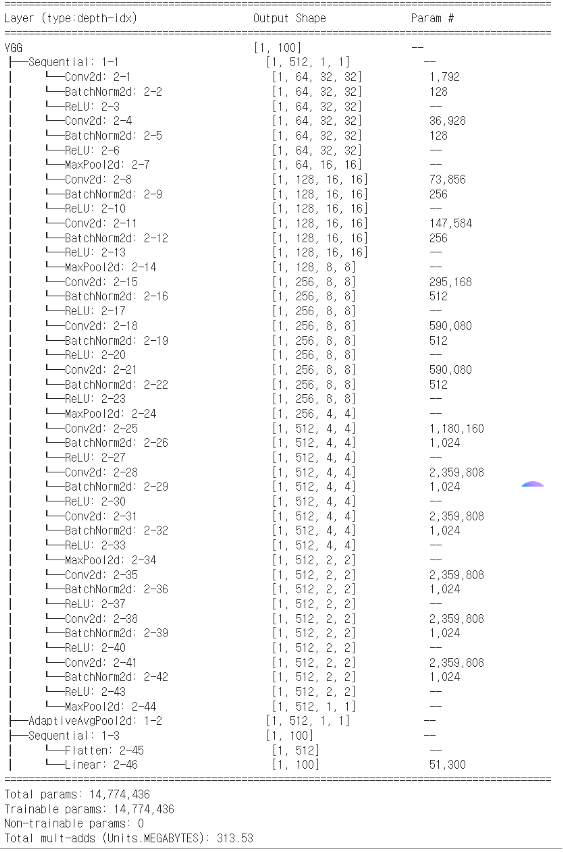 ==========================================================================================
Layer (type:depth-idx)                   Output Shape              Param #
==========================================================================================
VGG                                      [1, 100]                  --
├─Sequential: 1-1                        [1, 512, 1, 1]            --
│    └─Conv2d: 2-1                       [1, 64, 32, 32]           1,792
│    └─BatchNorm2d: 2-2                  [1, 64, 32, 32]           128
│    └─ReLU: 2-3                         [1, 64, 32, 32]           --
│    └─Conv2d: 2-4                       [1, 64, 32, 32]           36,928
│    └─BatchNorm2d: 2-5                  [1, 64, 32, 32]           128
│    └─ReLU: 2-6                         [1, 64, 32, 32]           --
│    └─MaxPool2d: 2-7                    [1, 64, 16, 16]           --
│    └─Conv2d: 2-8                       [1, 128, 16, 16]          73,856
│    └─BatchNorm2d: 2-9                  [1, 128, 16, 16]          256
│    └─ReLU: 2-10                        [1, 128, 16, 16]          --
│    └─Conv2d: 2-11                      [1, 128, 16, 16]          147,584
│    └─BatchNorm2d: 2-12                 [1, 128, 16, 16]          256
│    └─ReLU: 2-13                        [1, 128, 16, 16]          --
│    └─MaxPool2d: 2-14                   [1, 128, 8, 8]            --
│    └─Conv2d: 2-15                      [1, 256, 8, 8]            295,168
│    └─BatchNorm2d: 2-16                 [1, 256, 8, 8]            512
│    └─ReLU: 2-17                        [1, 256, 8, 8]            --
│    └─Conv2d: 2-18                      [1, 256, 8, 8]            590,080
│    └─BatchNorm2d: 2-19                 [1, 256, 8, 8]            512
│    └─ReLU: 2-20                        [1, 256, 8, 8]            --
│    └─Conv2d: 2-21                      [1, 256, 8, 8]            590,080
│    └─BatchNorm2d: 2-22                 [1, 256, 8, 8]            512
│    └─ReLU: 2-23                        [1, 256, 8, 8]            --
│    └─MaxPool2d: 2-24                   [1, 256, 4, 4]            --
│    └─Conv2d: 2-25                      [1, 512, 4, 4]            1,180,160
│    └─BatchNorm2d: 2-26                 [1, 512, 4, 4]            1,024
│    └─ReLU: 2-27                        [1, 512, 4, 4]            --
│    └─Conv2d: 2-28                      [1, 512, 4, 4]            2,359,808
│    └─BatchNorm2d: 2-29                 [1, 512, 4, 4]            1,024
│    └─ReLU: 2-30                        [1, 512, 4, 4]            --
│    └─Conv2d: 2-31                      [1, 512, 4, 4]            2,359,808
│    └─BatchNorm2d: 2-32                 [1, 512, 4, 4]            1,024
│    └─ReLU: 2-33                        [1, 512, 4, 4]            --
│    └─MaxPool2d: 2-34                   [1, 512, 2, 2]            --
│    └─Conv2d: 2-35                      [1, 512, 2, 2]            2,359,808
│    └─BatchNorm2d: 2-36                 [1, 512, 2, 2]            1,024
│    └─ReLU: 2-37                        [1, 512, 2, 2]            --
│    └─Conv2d: 2-38                      [1, 512, 2, 2]            2,359,808
│    └─BatchNorm2d: 2-39                 [1, 512, 2, 2]            1,024
│    └─ReLU: 2-40                        [1, 512, 2, 2]            --
│    └─Conv2d: 2-41                      [1, 512, 2, 2]            2,359,808
│    └─BatchNorm2d: 2-42                 [1, 512, 2, 2]            1,024
│    └─ReLU: 2-43                        [1, 512, 2, 2]            --
│    └─MaxPool2d: 2-44                   [1, 512, 1, 1]            --
├─AdaptiveAvgPool2d: 1-2                 [1, 512, 1, 1]            --
├─Sequential: 1-3                        [1, 100]                  --
│    └─Flatten: 2-45                     [1, 512]                  --
│    └─Linear: 2-46                      [1, 100]                  51,300
==========================================================================================
Total params: 14,774,436
Trainable params: 14,774,436
Non-trainable params: 0
Total mult-adds (Units.MEGABYTES): 313.53